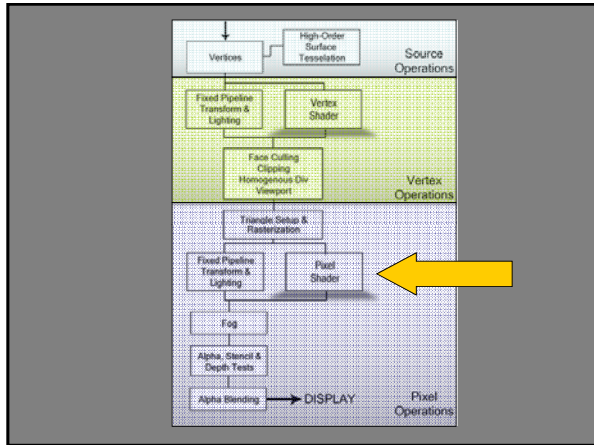 High-Order
Surface
Tesselation
Vertices
Source
Operations
Fixed Pipeline
Transform &
Lighting
Vertex
Shader
Face Culling
Clipping
Homogenous Div
Viewport
Vertex
Operations
Triangle Setup &
Rasterization
Fixed Pipeline
Transform &
Lighting
Pixel
Shader
Fog
Alpha, Stencil &
Depth Tests
Alpha Blending
DISPLAY
Pixel
Operations